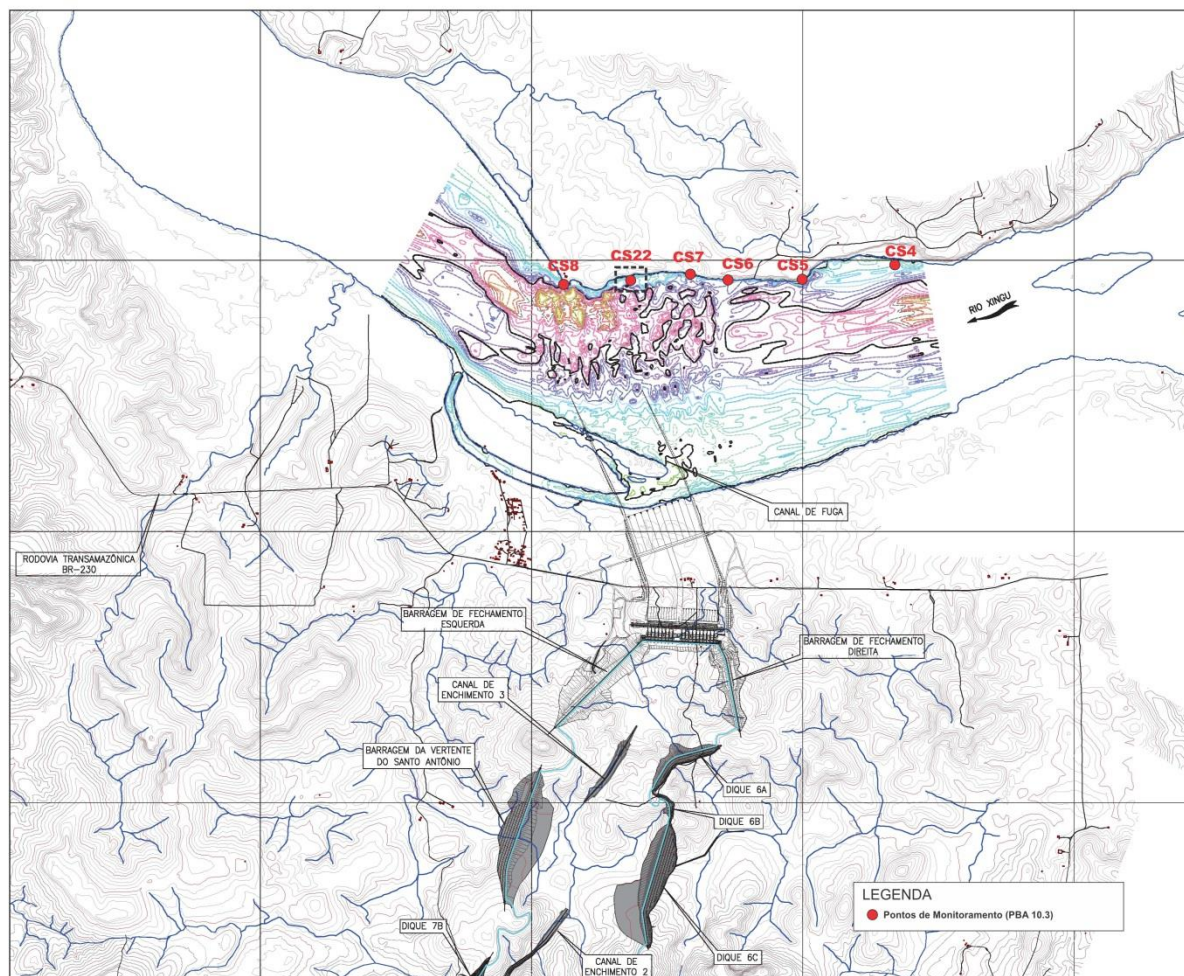 CS4
CS22
CS7
CS8
CS6
CS5
RIO XINGU
CANAL DE FUGA
RODOVIA TRANSAMAZÔNICA
BR-230
BARRAGEM DE FECHAMENTO
ESQUERDA
BARRAGEM DE FECHAMENTO
DIREITA
CANAL DE
ENCHIMENTO 3
BARRAGEM DA VERTENTE
DO SANTO ANTÔNIO
DIQUE 6A
DIQUE 6B
LEGENDA
Pontos de Monitoramento (PBA 10.3)
DIQUE 7B
DIQUE 6C
CANAL DE
ENCHIMENTO 2